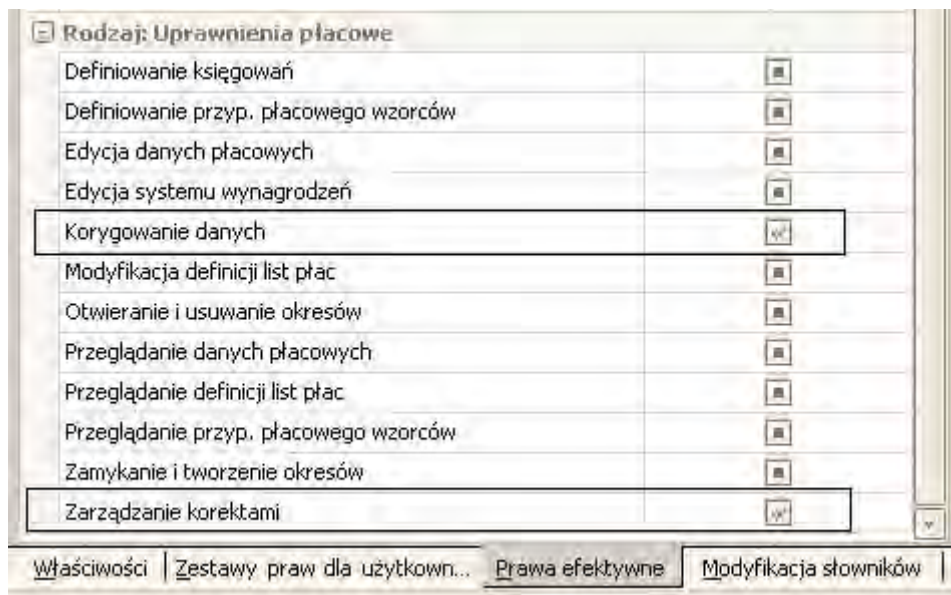 Rodzaj: Uprawnienia płacowe
Definiowanie księgowań
Definiowanie przyp. płacowego wzorców
Edycja danych płacowych
Edycja systemu wynagrodzeń
Korygowanie danych
Modyfikacja definicji list płac
Otwieranie i usuwanie okresów
Przeglądanie danych płacowych
Przeglądanie definicji list płac
Przeglądanie przyp. płacowego wzorców
Zamykanie i tworzenie okresów
Zarządzanie korektami
Właściwości Zestawy praw dla użytkown... Prawa efektywne Modyfikacja słowników